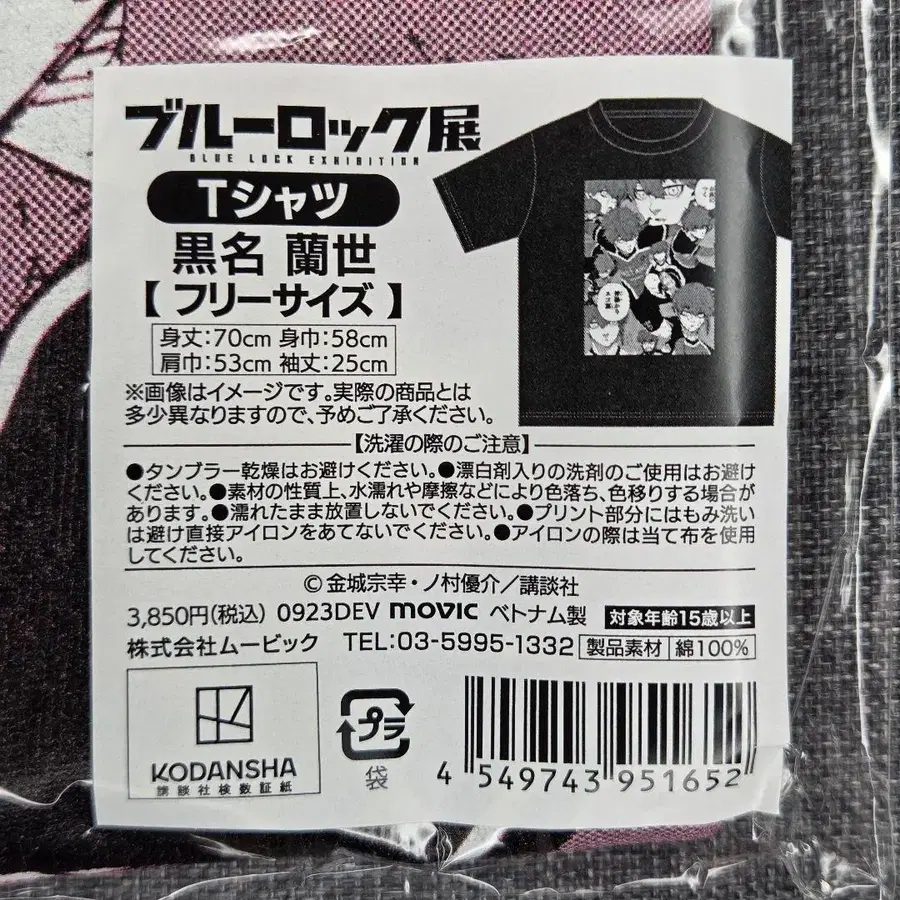 ブルーロック展
BLUE LOCK EXHIBITION
Tシャツ
黒名 蘭世
【フリーサイズ】
身丈:70cm 身巾:58cm
肩巾:53cm 袖丈:25cm
※画像はイメージです。実際の商品とは
多少異なりますので、予めご了承ください。
【洗濯の際のご注意】
●タンブラー乾燥はお避けください。●漂白剤入りの洗剤のご使用はお避け
ください。●素材の性質上、水濡れや摩擦などにより色落ち、色移りする場合が
あります。●濡れたまま放置しないでください。●プリント部分にはもみ洗い
は避け直接アイロンをあてないでください。●アイロンの際は当て布を使用
してください。
© 金城宗幸・ノ村優介／講談社
3,850円(税込) 0923DEV movic ベトナム製 対象年齢15歳以上
株式会社ムービック TEL:03-5995-1332 製品素材 綿100%
KODANSHA
講談社検数証紙
プラ
袋
4 549743 951652